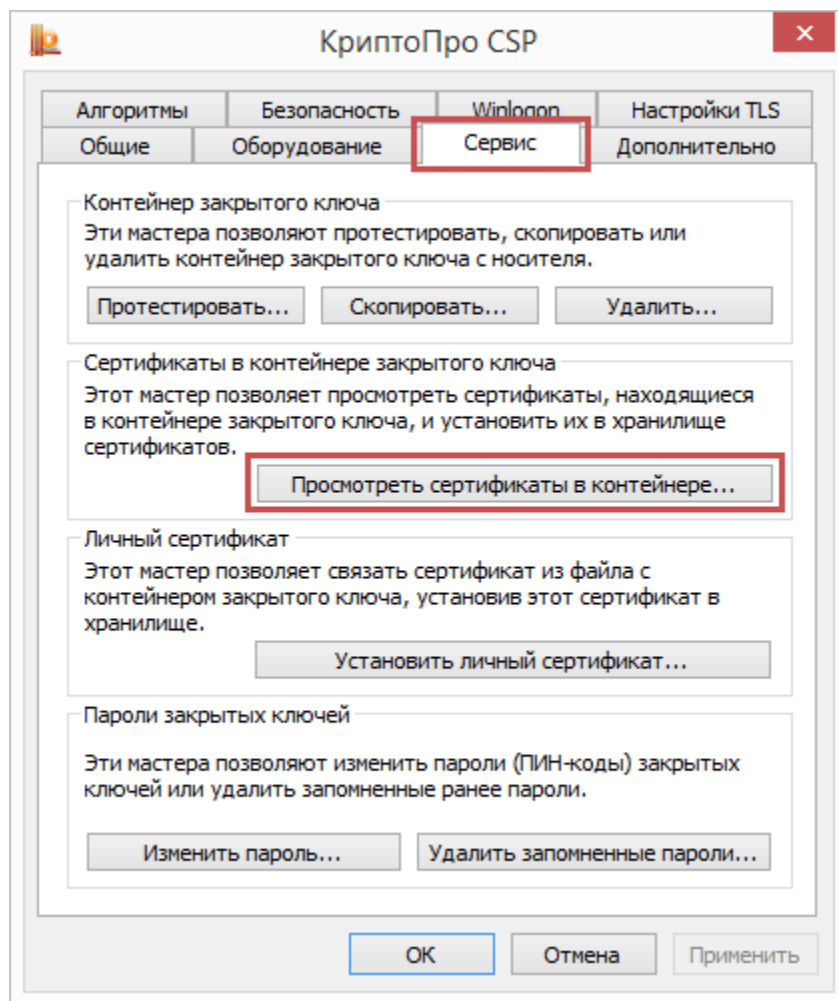 КриптоПро CSP
Алгоритмы Безопасность Winlogon Настройки TLS
Общие Оборудование Сервис Дополнительно
Контейнер закрытого ключа
Эти мастера позволяют протестировать, скопировать или
удалить контейнер закрытого ключа с носителя.
Протестировать... Скопировать... Удалить...
Сертификаты в контейнере закрытого ключа
Этот мастер позволяет просмотреть сертификаты, находящиеся
в контейнере закрытого ключа, и установить их в хранилище
сертификатов.
Просмотреть сертификаты в контейнере...
Личный сертификат
Этот мастер позволяет связать сертификат из файла с
контейнером закрытого ключа, установив этот сертификат в
хранилище.
Установить личный сертификат...
Пароли закрытых ключей
Эти мастера позволяют изменить пароли (ПИН-коды) закрытых
ключей или удалить запомненные ранее пароли.
Изменить пароль... Удалить запомненные пароли...
ОК Отмена Применить